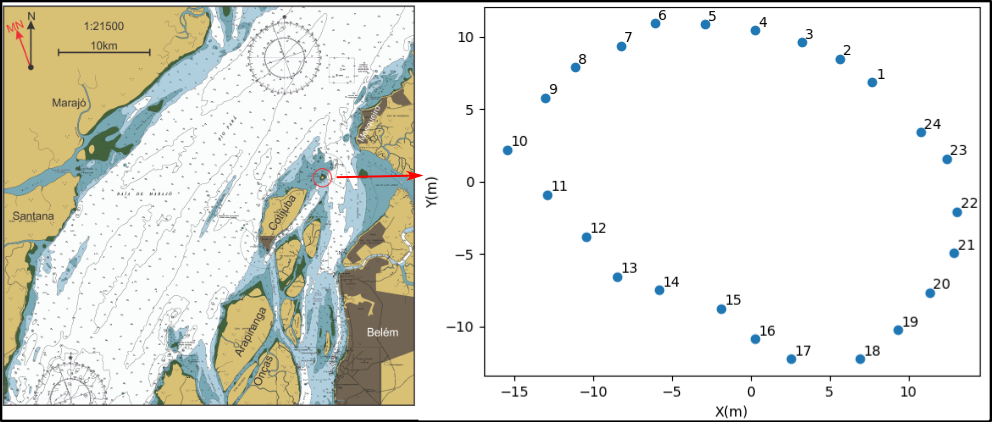 MN
N
1:21500
10km
Marajó
RIO PARÁ
Mosqueiro
BAIA DE MARAJÓ
Cotijuba
Santana
Arapiranga
Onças
Belém
Y(m)
10
5
0
−5
−10
−15
−10
−5
0
5
10
X(m)
1
2
3
4
5
6
7
8
9
10
11
12
13
14
15
16
17
18
19
20
21
22
23
24